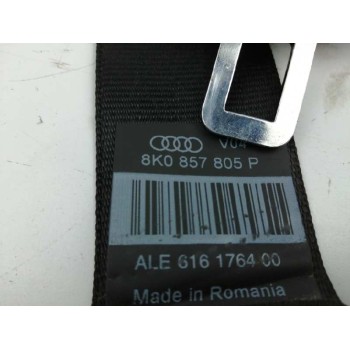 V04
8K0 857 805 P
ALE 616 1764 00
Made in Romania